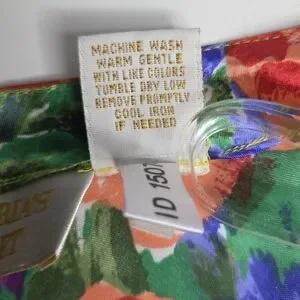 MACHINE WASH
WARM GENTLE
WITH LIKE COLORS
TUMBLE DRY LOW
REMOVE PROMPTLY
COOL IRON
IF NEEDED
ID 1507